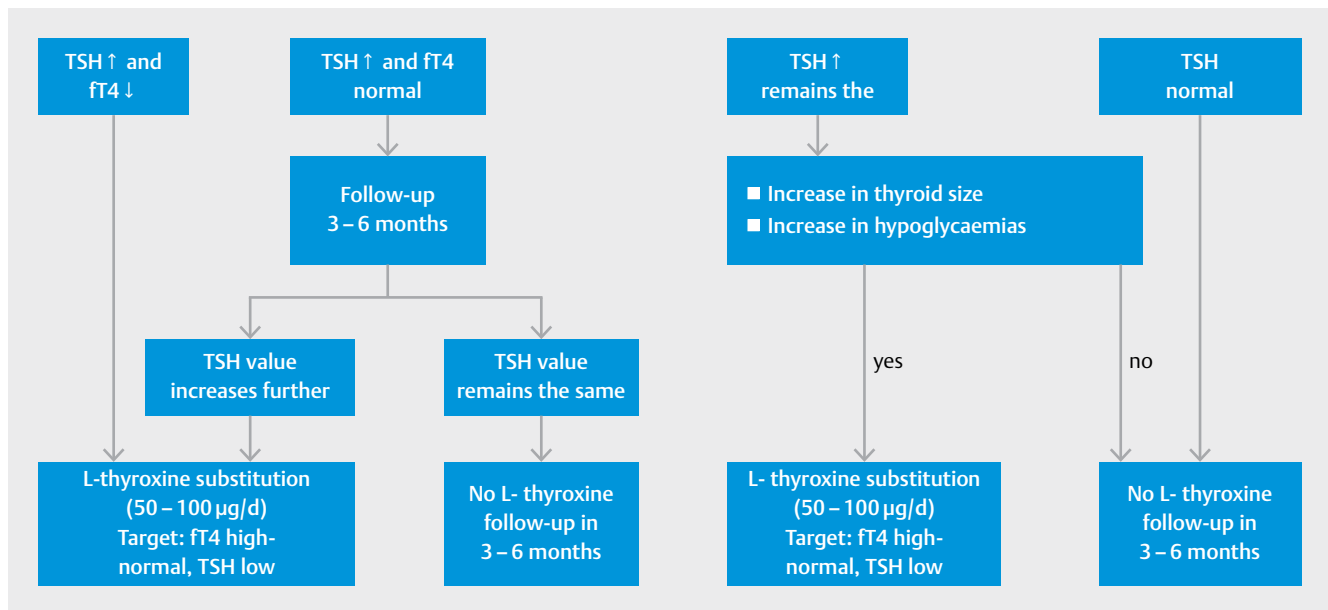 TSH ↑ and
fT4 ↓
TSH ↑ and fT4
normal
TSH ↑
remains the
TSH
normal
Follow-up
3 – 6 months
■ Increase in thyroid size
■ Increase in hypoglycaemias
TSH value
increases further
TSH value
remains the same
yes
no
L-thyroxine substitution
(50 – 100 µg/d)
Target: fT4 high-
normal, TSH low
No L- thyroxine
follow-up in
3 – 6 months
L- thyroxine substitution
(50 – 100 µg/d)
Target: fT4 high-
normal, TSH low
No L- thyroxine
follow-up in
3 – 6 months